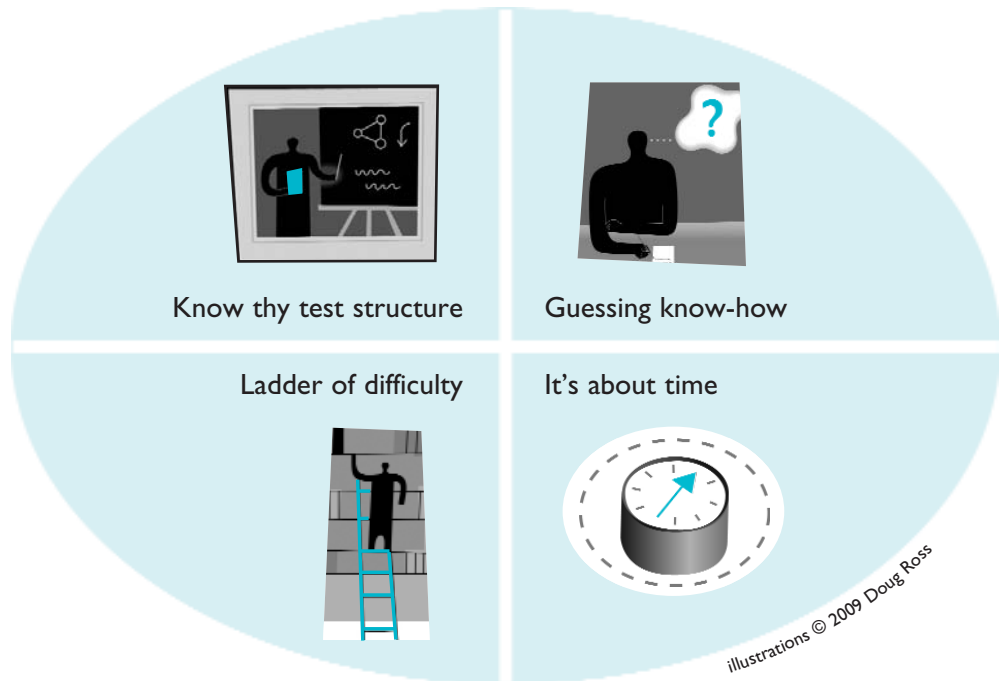 ?
Know thy test structure
Guessing know-how
Ladder of difficulty
It's about time
illustrations © 2009 Doug Ross